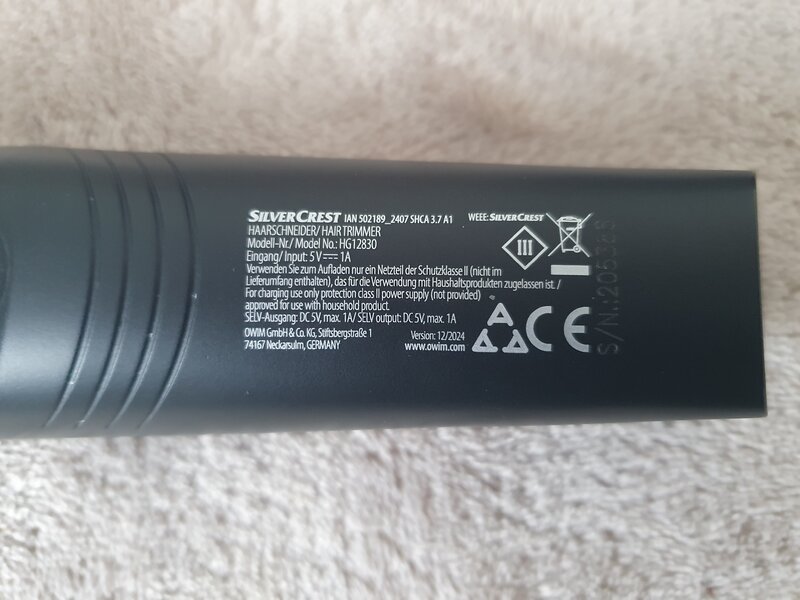 SILVERCREST IAN 502189_2407 SHCA 3.7 A1
HAARSCHNEIDER/ HAIR TRIMMER
Modell-Nr./ Model No.: HG12830
Eingang/ Input: 5 V⎓ 1A
Verwenden Sie zum Aufladen nur ein Netzteil der Schutzklasse II (nicht im
Lieferumfang enthalten), das für die Verwendung mit Haushaltsprodukten zugelassen ist. /
For charging use only protection class II power supply (not provided)
approved for use with household product.
SELV-Ausgang: DC 5V, max. 1A/ SELV output: DC 5V, max. 1A
OWIM GmbH & Co. KG, Stiftsbergstraße 1
74167 Neckarsulm, GERMANY
Version: 12/2024
www.owim.com
WEEE: SILVERCREST
III
CE
S/N.: